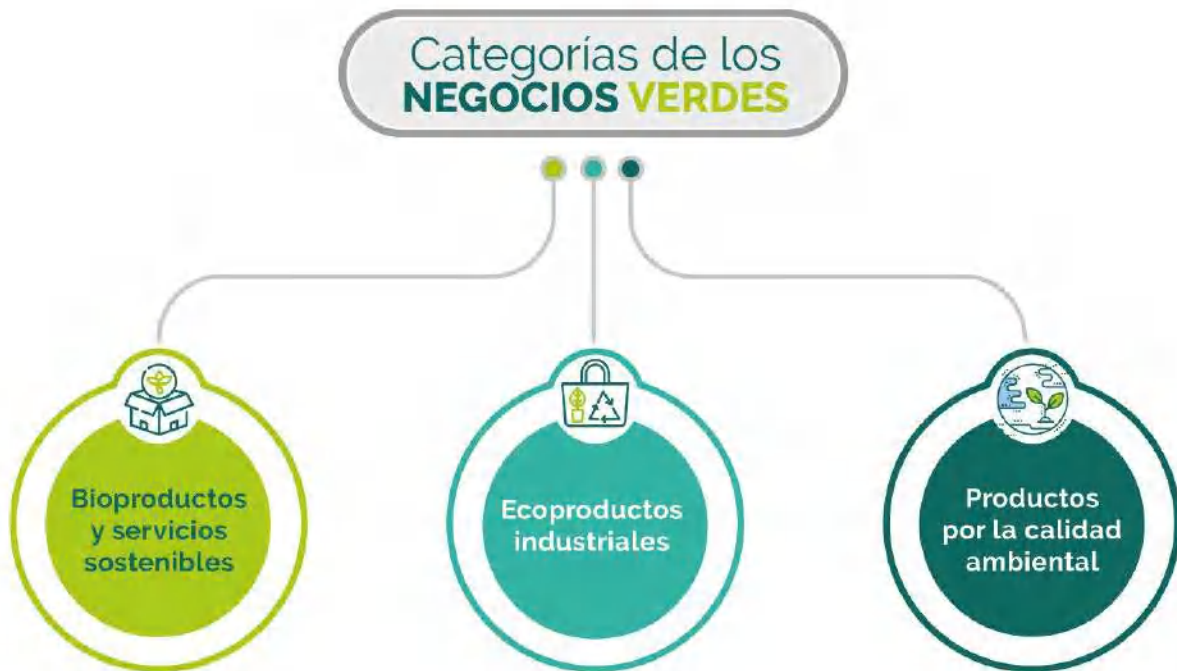 Categorías de los
NEGOCIOS VERDES
Bioproductos
y servicios
sostenibles
Ecoproductos
industriales
Productos
por la calidad
ambiental